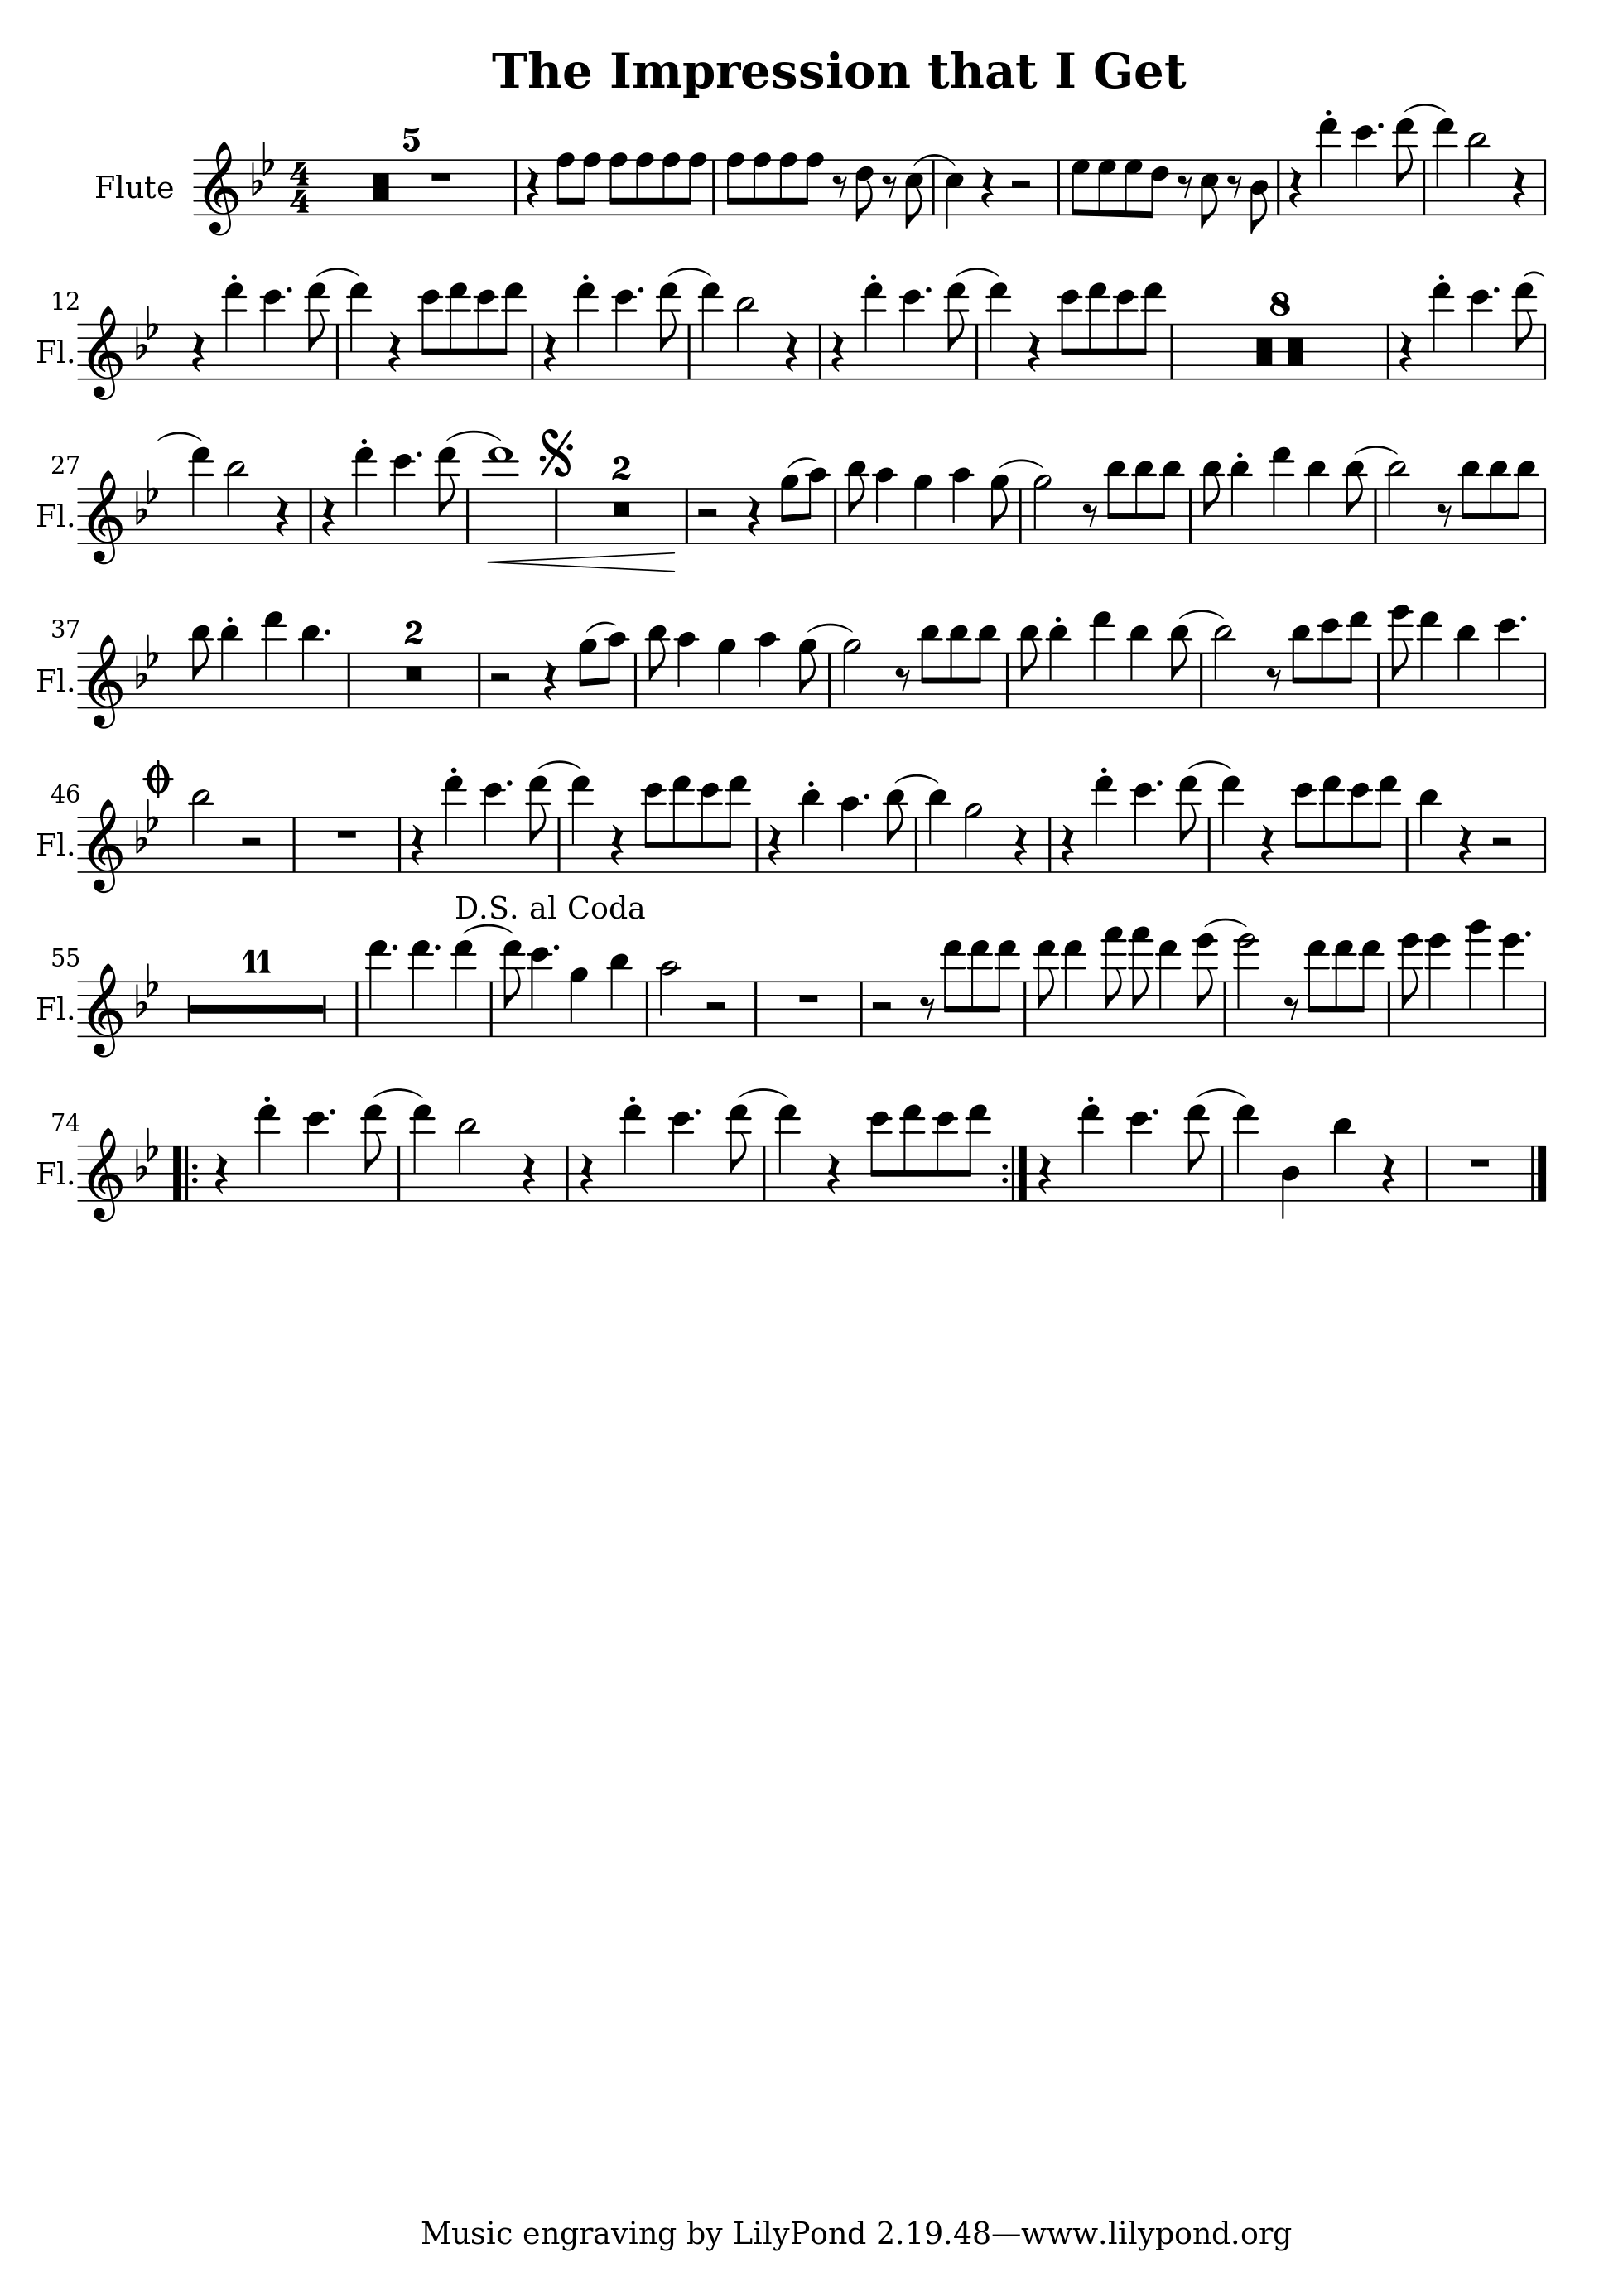 The Impression that I Get
5
Flute
4
4
12
Fl.
8
27
Fl.
2
37
Fl.
2
46
Fl.
D.S. al Coda
55
Fl.
11
74
Fl.
Music engraving by LilyPond 2.19.48—www.lilypond.org